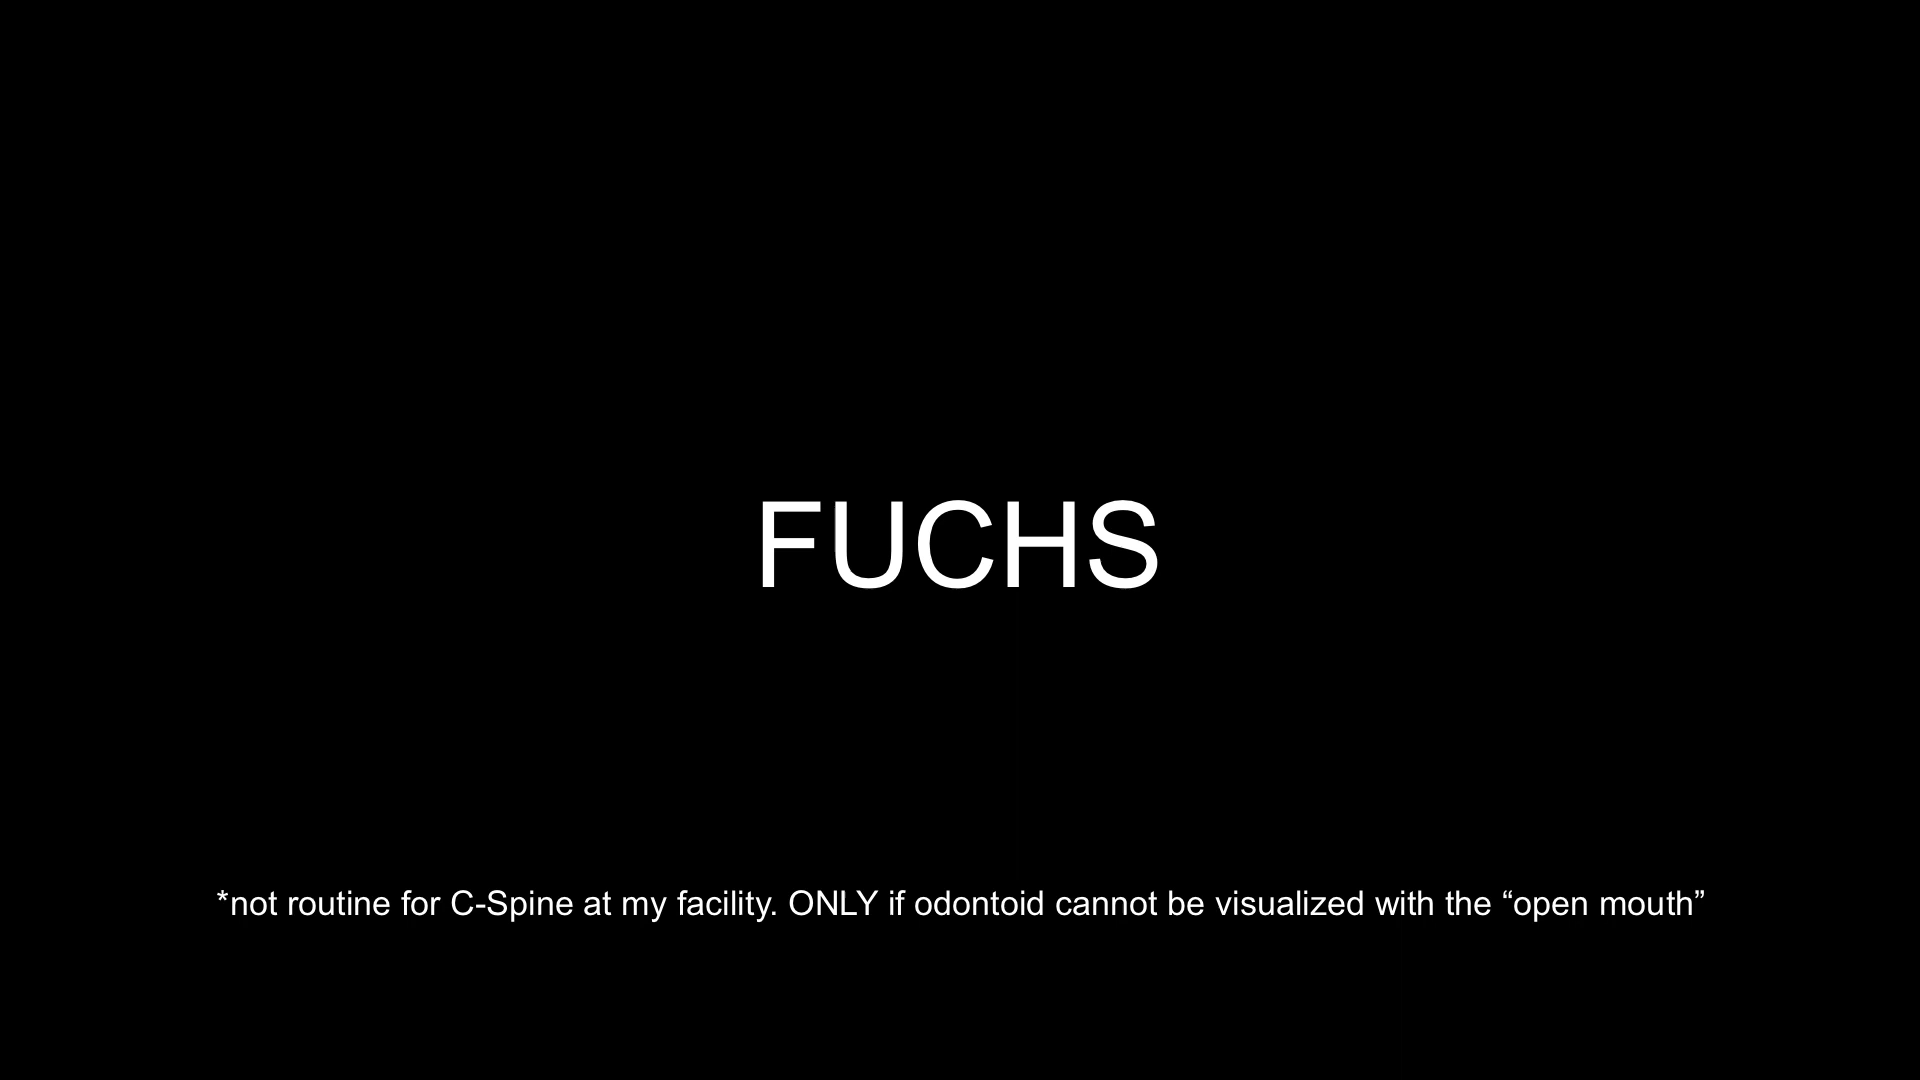 FUCHS
*not routine for C-Spine at my facility. ONLY if odontoid cannot be visualized with the “open mouth”